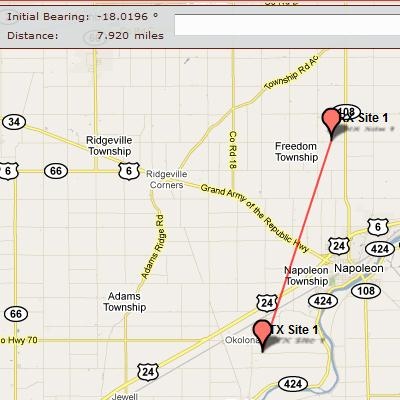 Initial Bearing: -18.0196 °
Distance: 7.920 miles
Township Rd Ac
108
RX Site 1
34
Co Rd 18
Ridgeville
Township
Freedom
Township
6
66
6
Ridgeville
Corners
Grand Army of the Republic Hwy
Adams Ridge Rd
6
24
424
Napoleon
Township
Napoleon
108
Adams
Township
24
424
66
TX Site 1
o Hwy 70
Okolona
24
424
Jewell